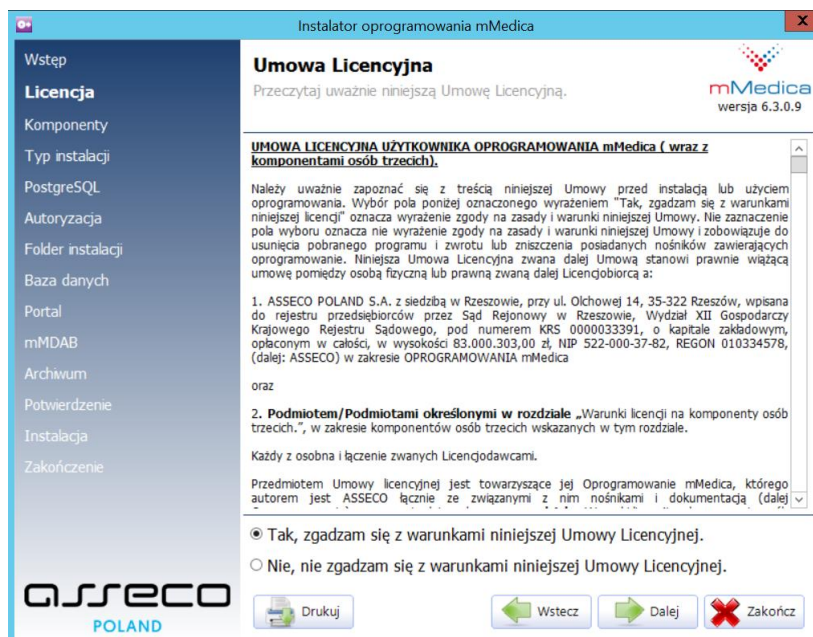 Instalator oprogramowania mMedica
x
Wstęp
Licencja
Komponenty
Typ instalacji
PostgreSQL
Autoryzacja
Folder instalacji
Baza danych
Portal
mMDAB
Archiwum
Potwierdzenie
Instalacja
Zakończenie
asseco
POLAND
Umowa Licencyjna
Przeczytaj uważnie niniejszą Umowę Licencyjną.
mMedica
wersja 6.3.0.9
UMOWA LICENCYJNA UŻYTKOWNIKA OPROGRAMOWANIA mMedica ( wraz z
komponentami osób trzecich).
Należy uważnie zapoznać się z treścią niniejszej Umowy przed instalacją lub użyciem
oprogramowania. Wybór pola poniżej oznaczonego wyrażeniem "Tak, zgadzam się z warunkami
niniejszej licencji" oznacza wyrażenie zgody na zasady i warunki niniejszej Umowy. Nie zaznaczenie
pola wyboru oznacza nie wyrażenie zgody na zasady i warunki niniejszej Umowy i zobowiązuje do
usunięcia pobranego programu i zwrotu lub zniszczenia posiadanych nośników zawierających
oprogramowanie. Niniejsza Umowa Licencyjna zwana dalej Umową stanowi prawnie wiążącą
umowę pomiędzy osobą fizyczną lub prawną zwaną dalej Licencjobiorcą a:
1. ASSECO POLAND S.A. z siedzibą w Rzeszowie, przy ul. Olchowej 14, 35-322 Rzeszów, wpisana
do rejestru przedsiębiorców przez Sąd Rejonowy w Rzeszowie, Wydział XII Gospodarczy
Krajowego Rejestru Sądowego, pod numerem KRS 0000033391, o kapitale zakładowym,
opłaconym w całości, w wysokości 83.000.303,00 zł, NIP 522-000-37-82, REGON 010334578,
(dalej: ASSECO) w zakresie OPROGRAMOWANIA mMedica
oraz
2. Podmiotem/Podmiotami określonymi w rozdziale „Warunki licencji na komponenty osób
trzecich.”, w zakresie komponentów osób trzecich wskazanych w tym rozdziale.
Każdy z osobna i łącznie zwanych Licencjodawcami.
Przedmiotem Umowy licencyjnej jest towarzyszące jej Oprogramowanie mMedica, którego
autorem jest ASSECO łącznie ze związanymi z nim nośnikami i dokumentacją (dalej
Tak, zgadzam się z warunkami niniejszej Umowy Licencyjnej.
Nie, nie zgadzam się z warunkami niniejszej Umowy Licencyjnej.
Drukuj
Wstecz
Dalej
Zakończ